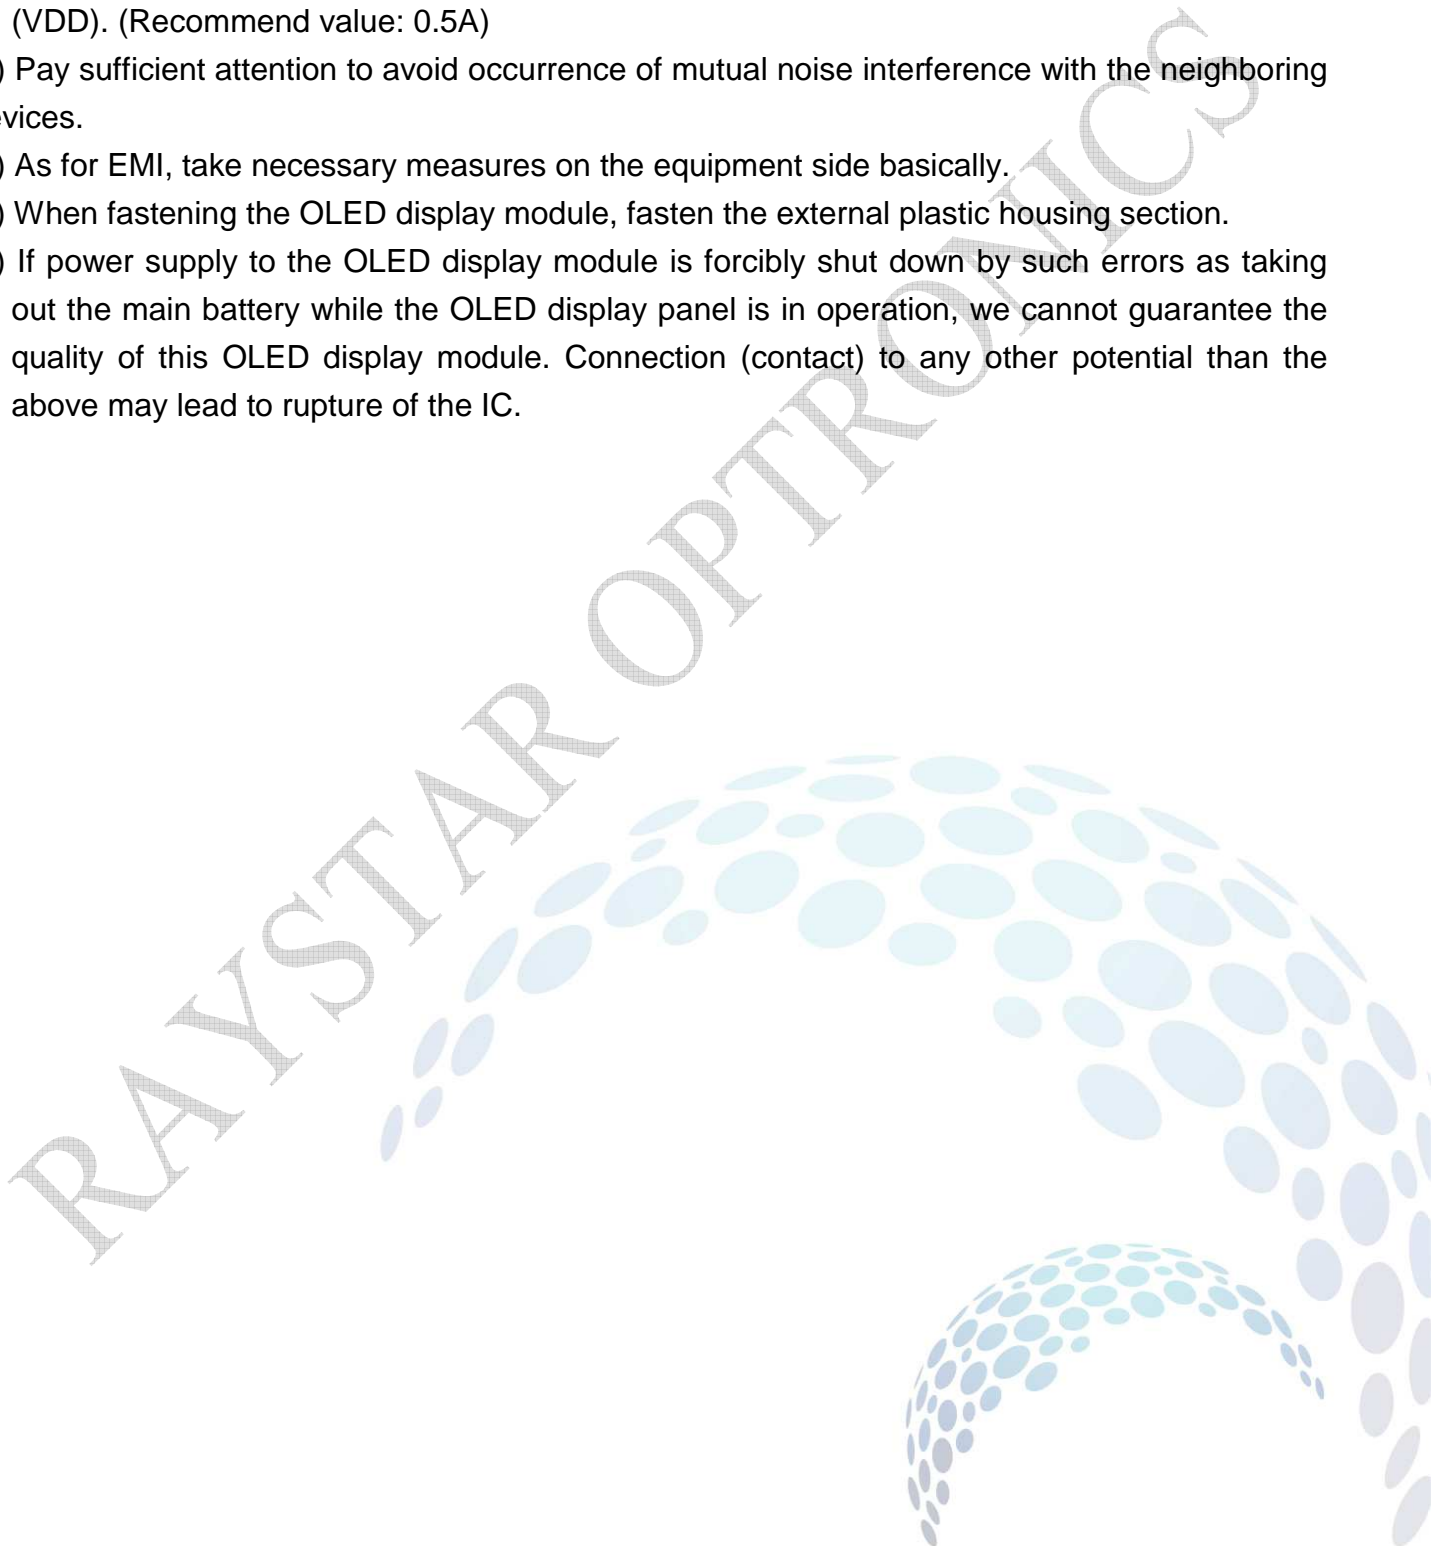 (VDD). (Recommend value: 0.5A)
) Pay sufficient attention to avoid occurrence of mutual noise interference with the neighboring
vices.
) As for EMI, take necessary measures on the equipment side basically.
) When fastening the OLED display module, fasten the external plastic housing section.
) If power supply to the OLED display module is forcibly shut down by such errors as taking
out the main battery while the OLED display panel is in operation, we cannot guarantee the
quality of this OLED display module. Connection (contact) to any other potential than the
above may lead to rupture of the IC.
RAYSTAR OPTRONICS